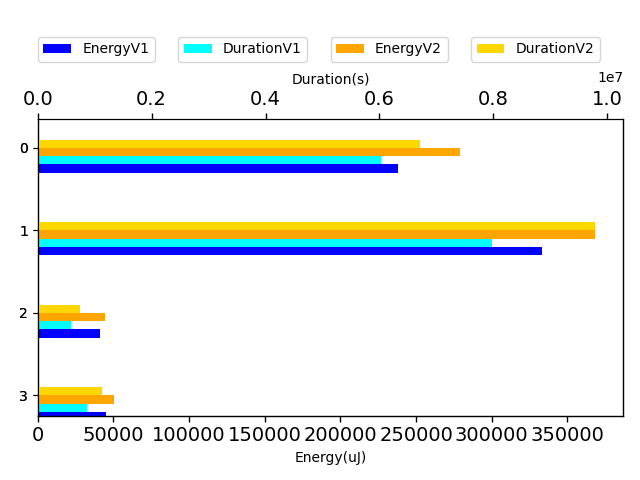 EnergyV1 DurationV1 EnergyV2 DurationV2
Duration(s)
1e7
0.0 0.2 0.4 0.6 0.8 1.0
0
1
2
3
0 50000 100000 150000 200000 250000 300000 350000
Energy(uJ)